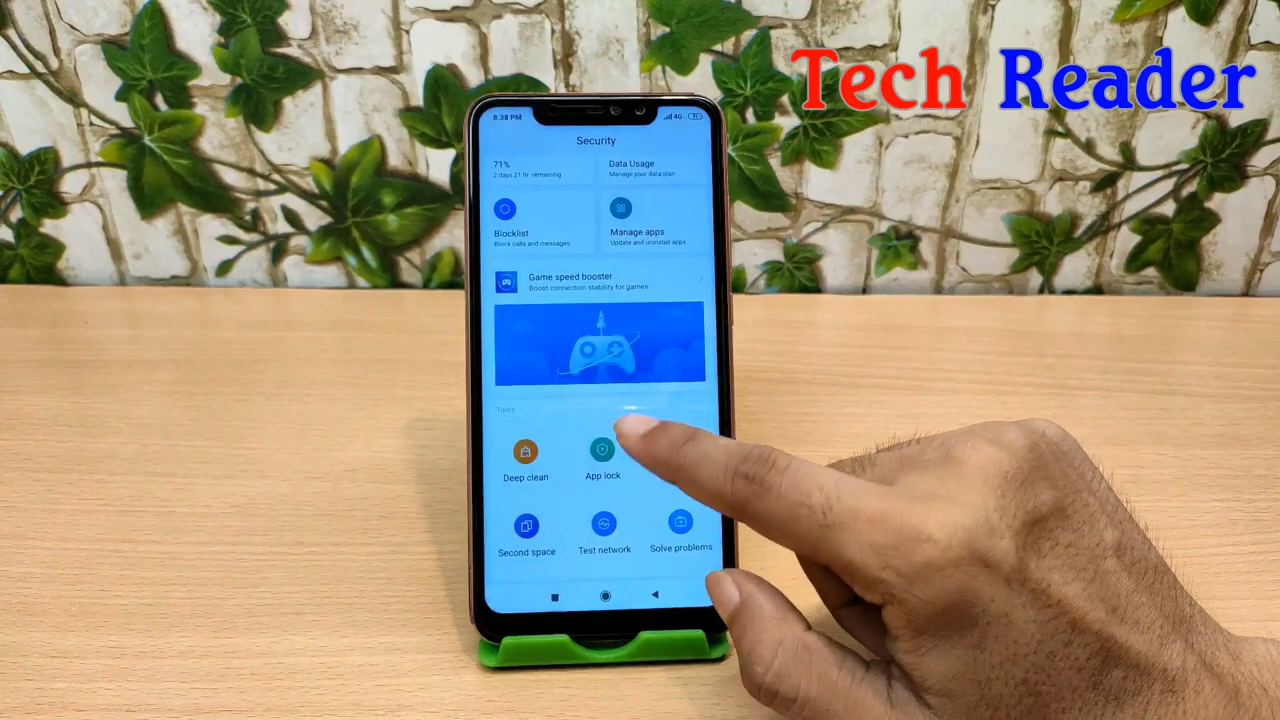 Tech Reader
8:38 PM
4G
71
Security
71%
2 days 21 hr remaining
Data Usage
Manage your data plan
Blocklist
Block calls and messages
Manage apps
Update and uninstall apps
Game speed booster
Boost connection stability for games
Tools
Deep clean
App lock
Second space
Test network
Solve problems